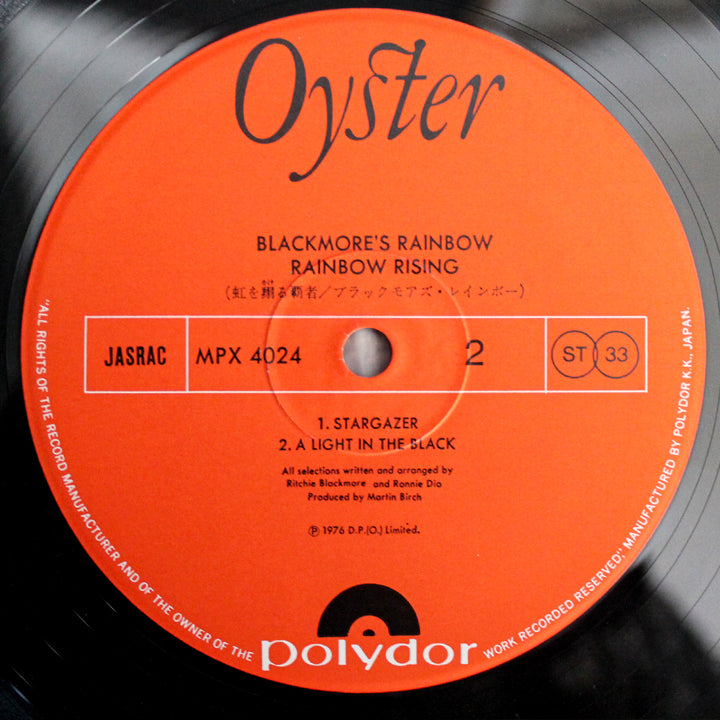 Oyster
BLACKMORE'S RAINBOW
RAINBOW RISING
(虹を翔る覇者／ブラックモアズ・レインボー)
JASRAC
MPX 4024
2
ST 33
1. STARGAZER
2. A LIGHT IN THE BLACK
All selections written and arranged by
Ritchie Blackmore and Ronnie Dio
Produced by Martin Birch
Ⓟ 1976 D.P.(O.) Limited.
polydor
"ALL RIGHTS OF THE RECORD MANUFACTURER AND OF THE OWNER OF THE WORK RECORDED RESERVED," MANUFACTURED BY POLYDOR K.K., JAPAN.